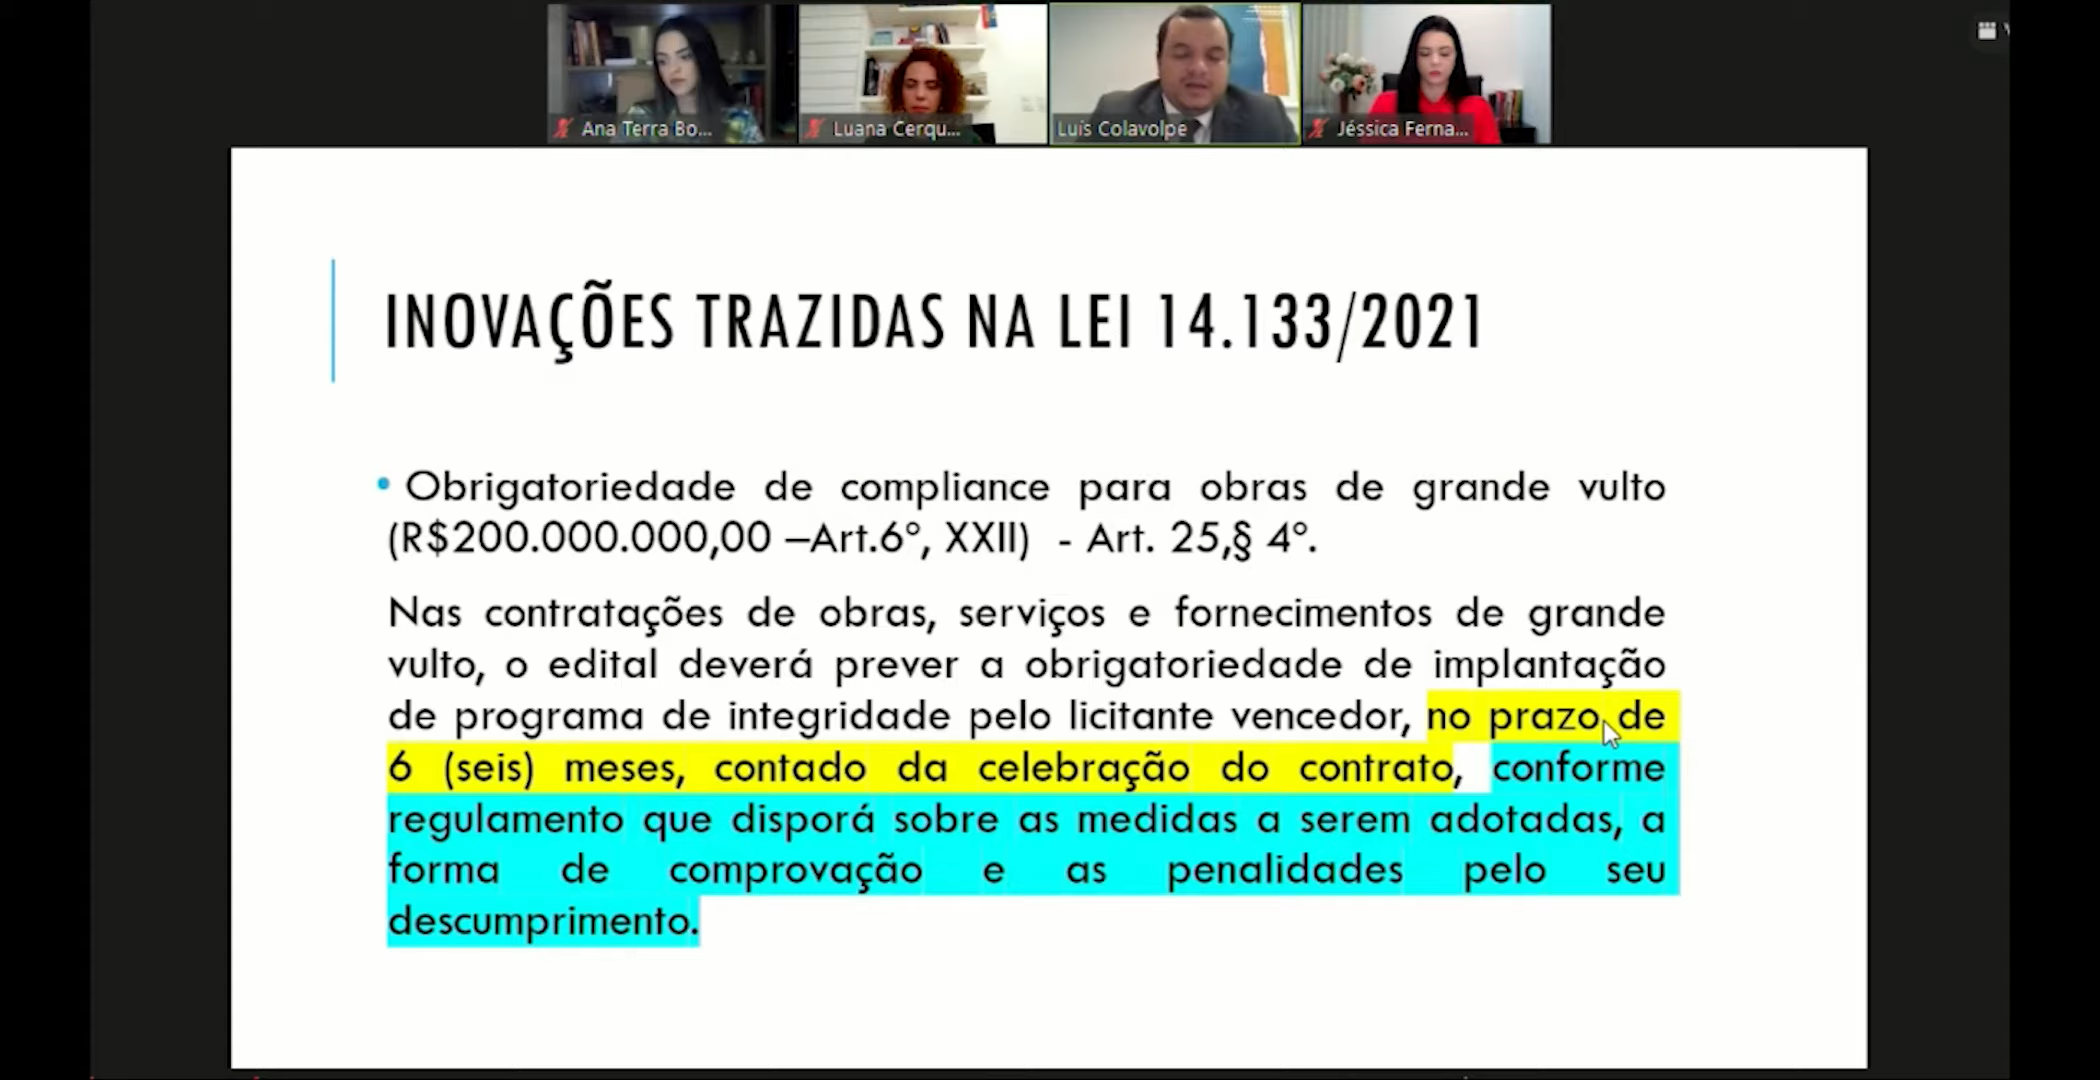 Ana Terra Bo...
Luana Cerqu...
Luis Colavolpe
Jéssica Ferna...
INOVAÇÕES TRAZIDAS NA LEI 14.133/2021
• Obrigatoriedade de compliance para obras de grande vulto
(R$200.000.000,00 –Art.6º, XXII) - Art. 25,§ 4º.
Nas contratações de obras, serviços e fornecimentos de grande
vulto, o edital deverá prever a obrigatoriedade de implantação
de programa de integridade pelo licitante vencedor, no prazo de
6 (seis) meses, contado da celebração do contrato, conforme
regulamento que disporá sobre as medidas a serem adotadas, a
forma de comprovação e as penalidades pelo seu
descumprimento.